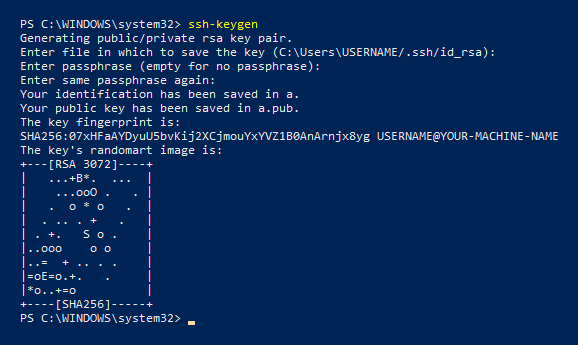 PS C:\WINDOWS\system32> ssh-keygen
Generating public/private rsa key pair.
Enter file in which to save the key (C:\Users\USERNAME/.ssh/id_rsa):
Enter passphrase (empty for no passphrase):
Enter same passphrase again:
Your identification has been saved in a.
Your public key has been saved in a.pub.
The key fingerprint is:
SHA256:07xHFaAYDyuU5bvKij2XCjmouYxYVZ1B0AnArnjx8yg USERNAME@YOUR-MACHINE-NAME
The key's randomart image is:
+---[RSA 3072]----+
|   ...+B*.  ...  |
|    ...ooO .   . |
|   .  o * o   .  |
|  . .. . +   .   |
| . +.   S o .    |
|..ooo    o o     |
|..=  + .. . .    |
|=oE=o.+.   .     |
|*o..+=o          |
+----[SHA256]-----+
PS C:\WINDOWS\system32>